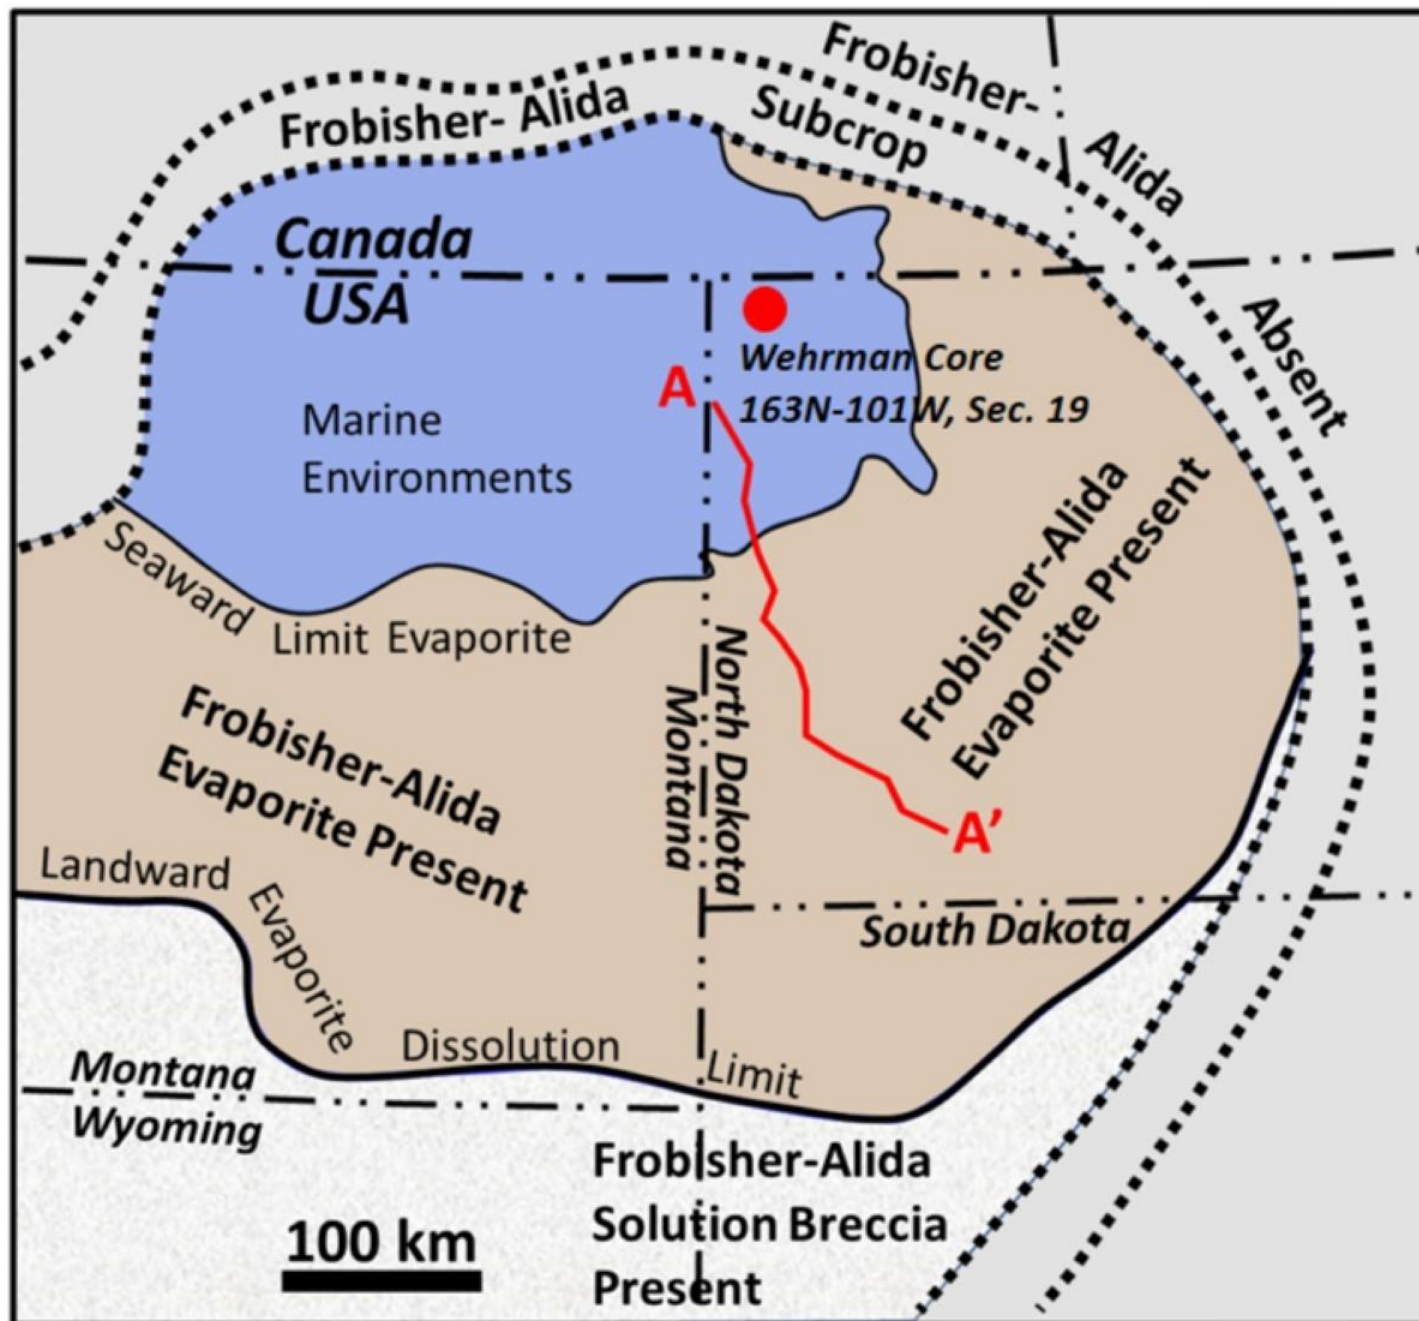 Frobisher- Alida
Subcrop
Frobisher-
Alida
Absent
Canada
USA
Wehrman Core
163N-101W, Sec. 19
A
Marine
Environments
Seaward
Limit Evaporite
Frobisher-Alida
Evaporite Present
North Dakota
Montana
Frobisher-Alida
Evaporite Present
A’
Landward
Evaporite
Dissolution
Limit
South Dakota
Montana
Wyoming
Frobisher-Alida
Solution Breccia
Present
100 km